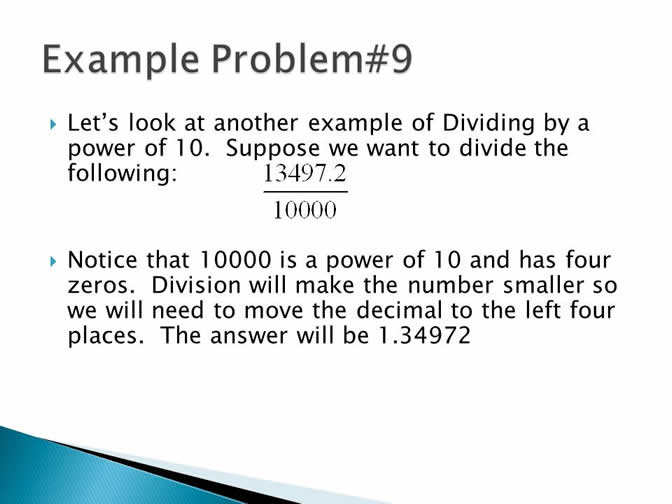 Example Problem#9
Let's look at another example of Dividing by a
power of 10. Suppose we want to divide the
following:
13497.2
10000
Notice that 10000 is a power of 10 and has four
zeros. Division will make the number smaller so
we will need to move the decimal to the left four
places. The answer will be 1.34972